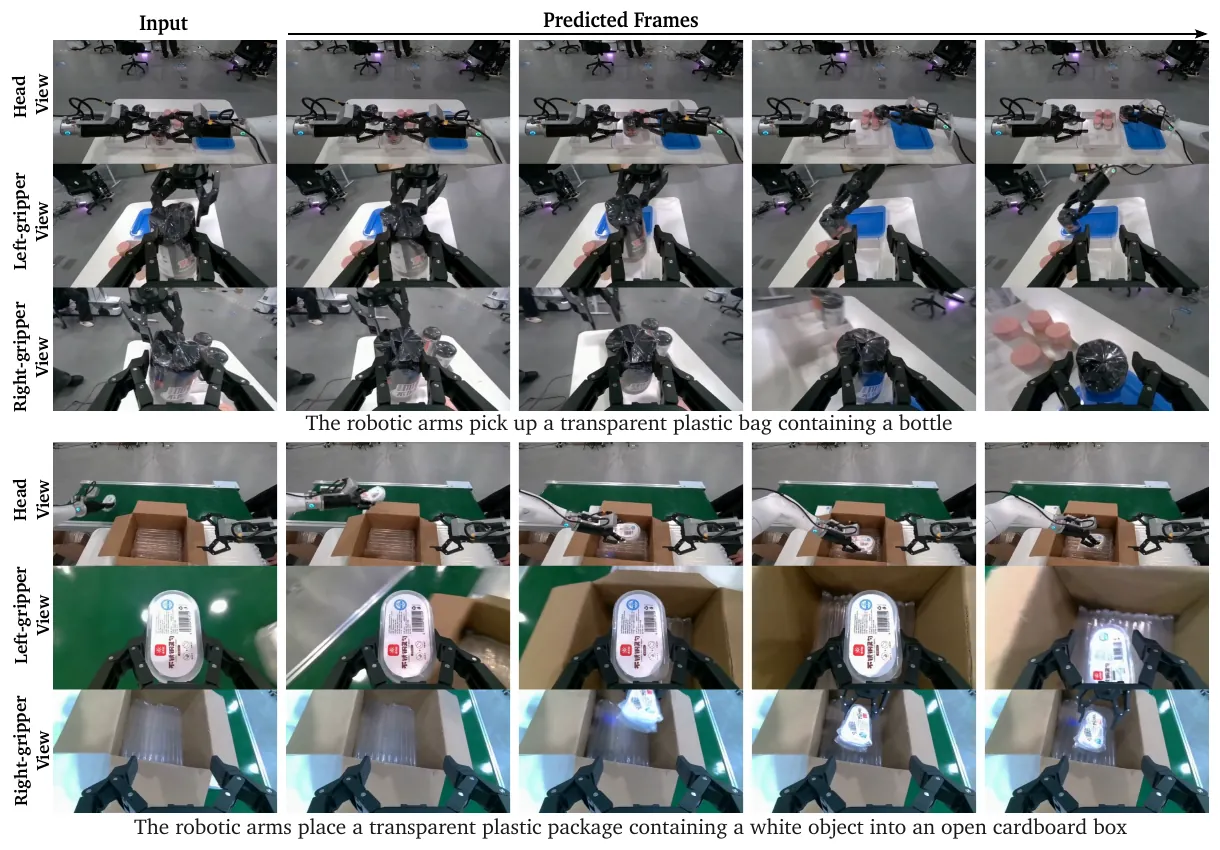 Input
Predicted Frames
Head View
Left-gripper View
Right-gripper View
The robotic arms pick up a transparent plastic bag containing a bottle
Head View
Left-gripper View
Right-gripper View
The robotic arms place a transparent plastic package containing a white object into an open cardboard box